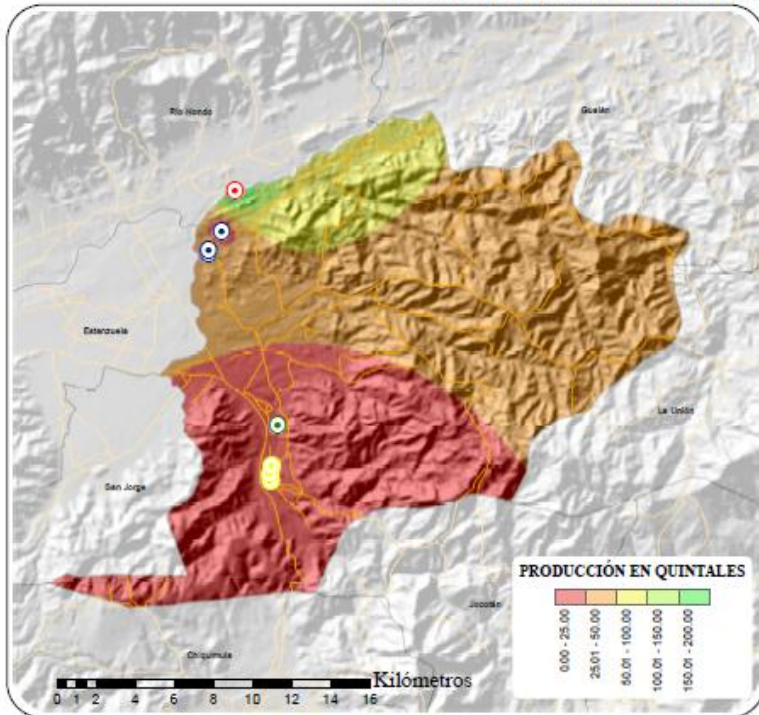 Río Hondo
Gualán
Estanzuela
La Unión
San Jorge
Jocotán
Chiquimula
PRODUCCIÓN EN QUINTALES
0.00 - 25.00
25.01 - 50.00
50.01 - 100.00
100.01 - 150.00
150.01 - 200.00
Kilómetros
0 1 2 4 6 8 10 12 14 16